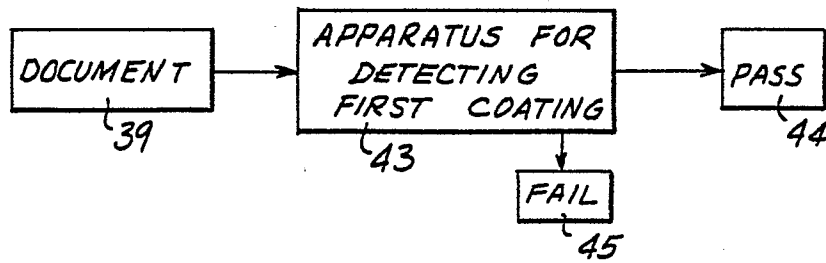 DOCUMENT
39
APPARATUS FOR
DETECTING
FIRST COATING
43
PASS
44
FAIL
45